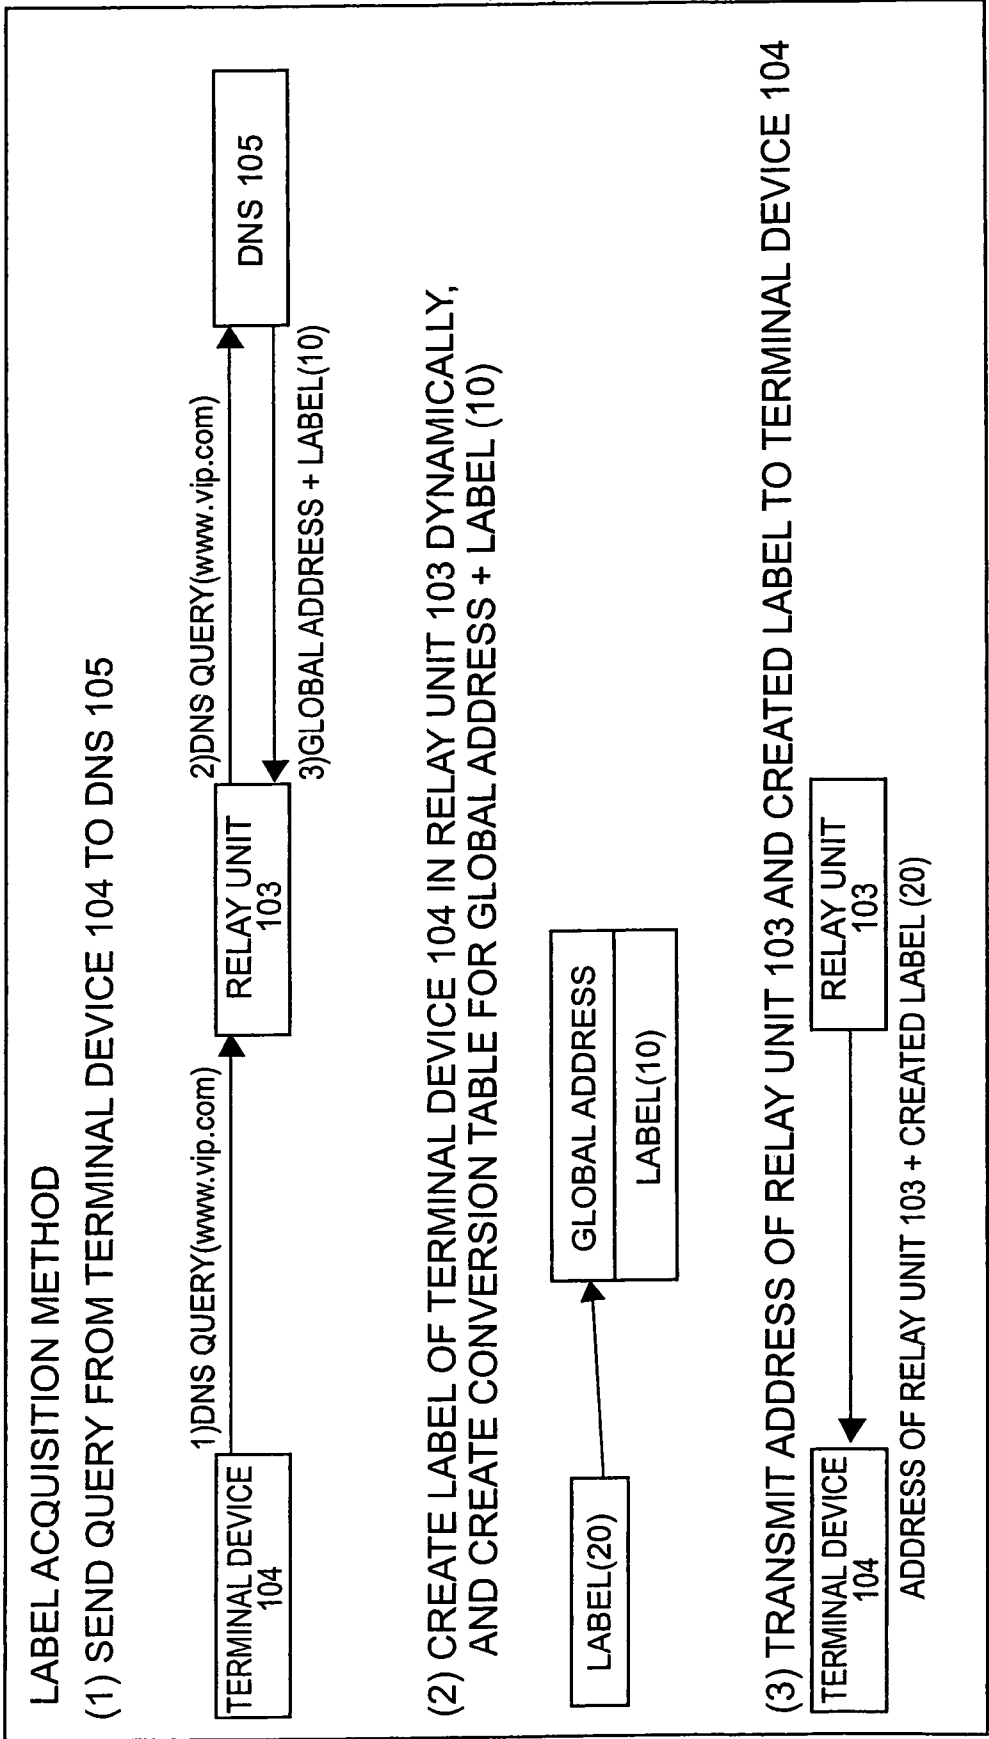 LABEL ACQUISITION METHOD
(1) SEND QUERY FROM TERMINAL DEVICE 104 TO DNS 105
1)DNS QUERY(www.vip.com)
2)DNS QUERY(www.vip.com)
TERMINAL DEVICE
104
RELAY UNIT
103
DNS 105
3)GLOBAL ADDRESS + LABEL(10)
(2) CREATE LABEL OF TERMINAL DEVICE 104 IN RELAY UNIT 103 DYNAMICALLY,
AND CREATE CONVERSION TABLE FOR GLOBAL ADDRESS + LABEL (10)
LABEL(20)
GLOBAL ADDRESS
LABEL(10)
(3) TRANSMIT ADDRESS OF RELAY UNIT 103 AND CREATED LABEL TO TERMINAL DEVICE 104
TERMINAL DEVICE
104
RELAY UNIT
103
ADDRESS OF RELAY UNIT 103 + CREATED LABEL (20)